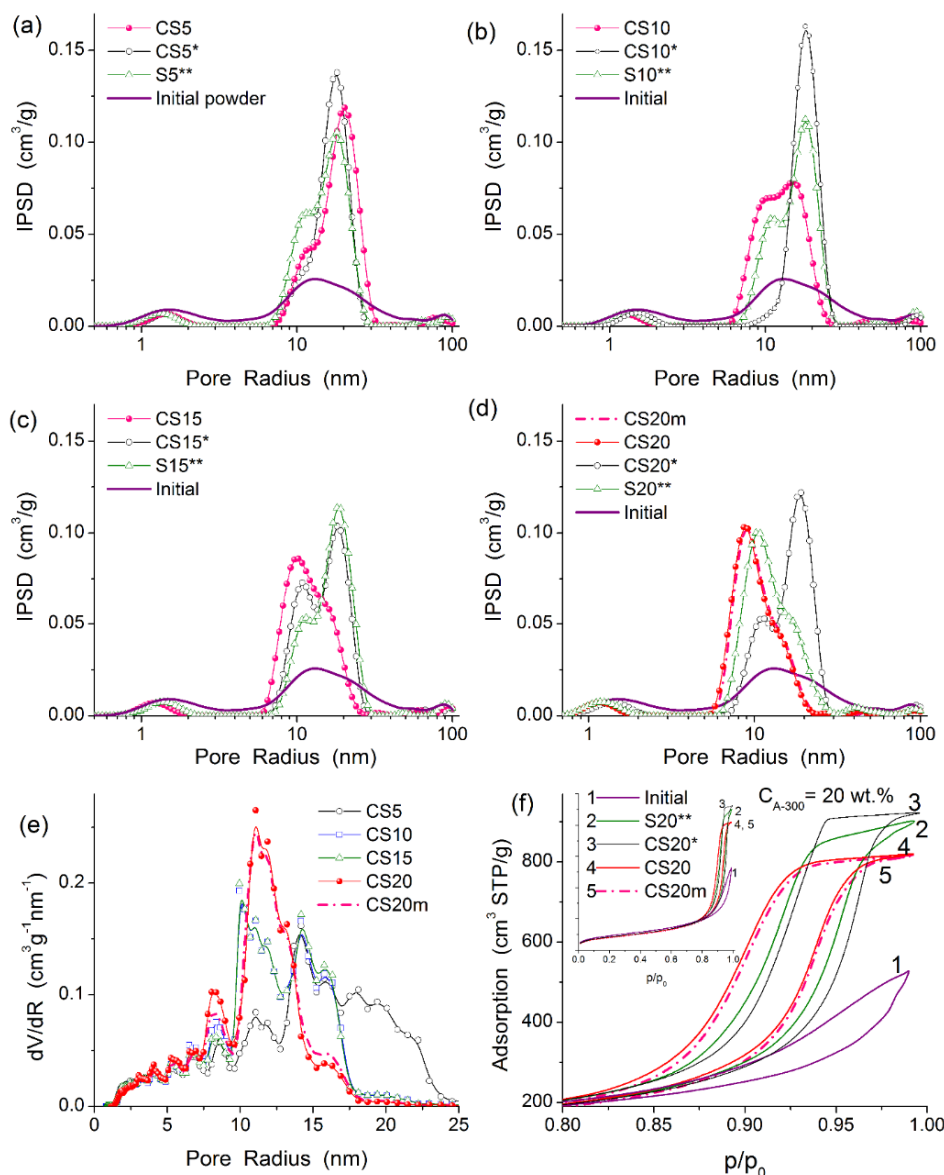 (a)
CS5
CS5*
S5**
Initial powder
0.15
0.10
0.05
0.00
IPSD (cm³/g)
1 10 100
Pore Radius (nm)
(b)
CS10
CS10*
S10**
Initial
0.15
0.10
0.05
0.00
IPSD (cm³/g)
1 10 100
Pore Radius (nm)
(c)
CS15
CS15*
S15**
Initial
0.15
0.10
0.05
0.00
IPSD (cm³/g)
1 10 100
Pore Radius (nm)
(d)
CS20m
CS20
CS20*
S20**
Initial
0.15
0.10
0.05
0.00
IPSD (cm³/g)
1 10 100
Pore Radius (nm)
(e)
CS5
CS10
CS15
CS20
CS20m
0.2
0.1
0.0
dV/dR (cm³ g⁻¹nm⁻¹)
0 5 10 15 20 25
Pore Radius (nm)
(f)
1 Initial
2 S20**
3 CS20*
4 CS20
5 CS20m
C_A-300 = 20 wt.%
3
2
4, 5
1
0.0 0.2 0.4 0.6 0.8 1.0
p/p₀
3
2
4
5
1
800
600
400
200
Adsorption (cm³ STP/g)
0.80 0.85 0.90 0.95 1.00
p/p₀